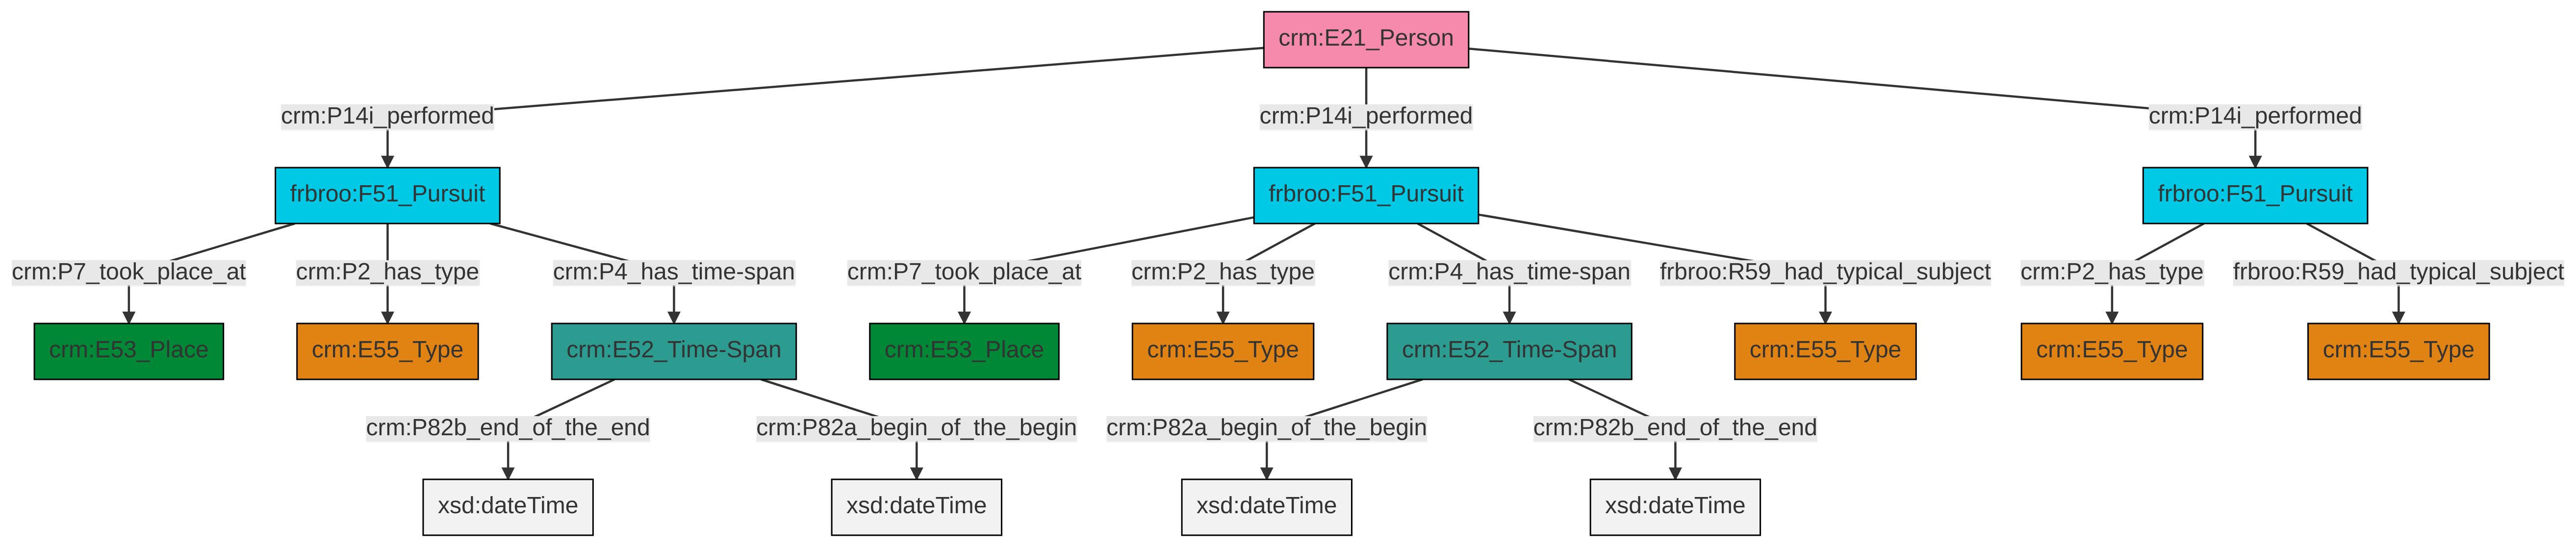 crm:E21_Person
crm:P14i_performed crm:P14i_performed crm:P14i_performed
frbroo:F51_Pursuit frbroo:F51_Pursuit frbroo:F51_Pursuit
crm:P7_took_place_at crm:P2_has_type crm:P4_has_time-span crm:P7_took_place_at crm:P2_has_type crm:P4_has_time-span frbroo:R59_had_typical_subject crm:P2_has_type frbroo:R59_had_typical_subject
crm:E53_Place crm:E55_Type crm:E52_Time-Span crm:E53_Place crm:E55_Type crm:E52_Time-Span crm:E55_Type crm:E55_Type crm:E55_Type
crm:P82b_end_of_the_end crm:P82a_begin_of_the_begin crm:P82a_begin_of_the_begin crm:P82b_end_of_the_end
xsd:dateTime xsd:dateTime xsd:dateTime xsd:dateTime